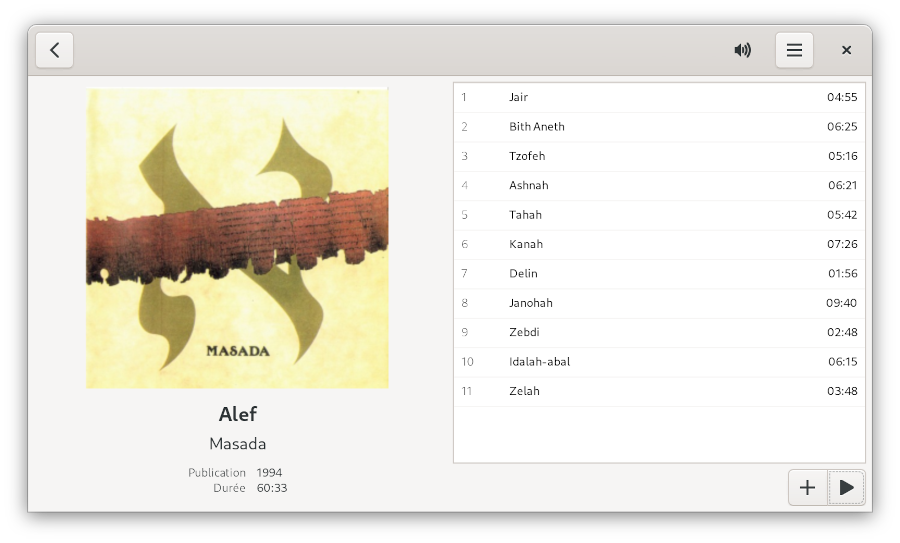 MASADA
Alef
Masada
Publication 1994
Durée 60:33
1 Jair 04:55
2 Bith Aneth 06:25
3 Tzofeh 05:16
4 Ashnah 06:21
5 Tahah 05:42
6 Kanah 07:26
7 Delin 01:56
8 Janohah 09:40
9 Zebdi 02:48
10 Idalah-abal 06:15
11 Zelah 03:48